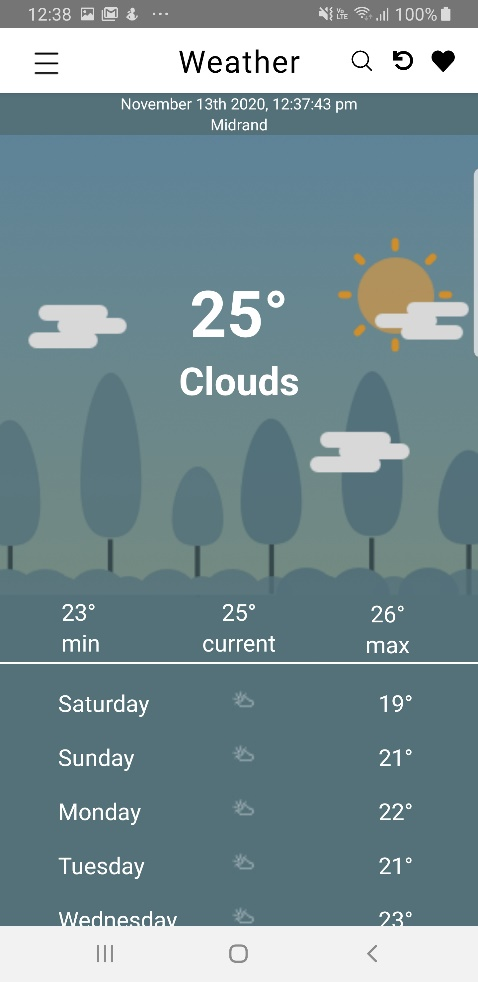 12:38 ... 100%
Weather
November 13th 2020, 12:37:43 pm
Midrand
25°
Clouds
23° 25° 26°
min current max
Saturday 19°
Sunday 21°
Monday 22°
Tuesday 21°
Wednesday 23°